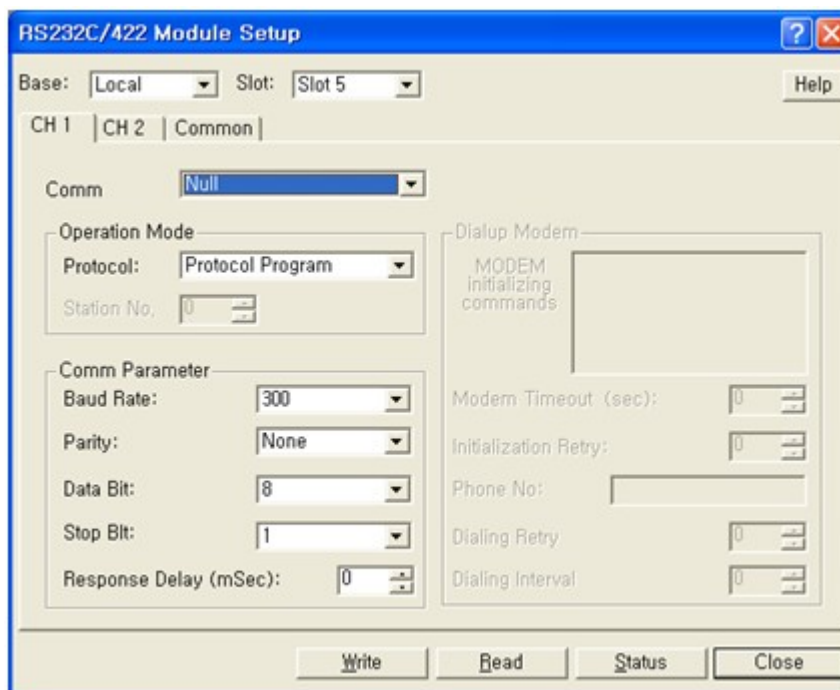 RS232C/422 Module Setup
Base: Local Slot: Slot 5 Help
CH 1 CH 2 Common
Comm Null
Operation Mode
Protocol: Protocol Program
Station No, 0
Dialup Modem
MODEM
initializing
commands
Comm Parameter
Baud Rate: 300
Parity: None
Data Bit: 8
Stop Blt: 1
Response Delay (mSec): 0
Modem Timeout (sec): 0
Initialization Retry: 0
Phone No:
Dialing Retry 0
Dialing Interval 0
Write Read Status Close